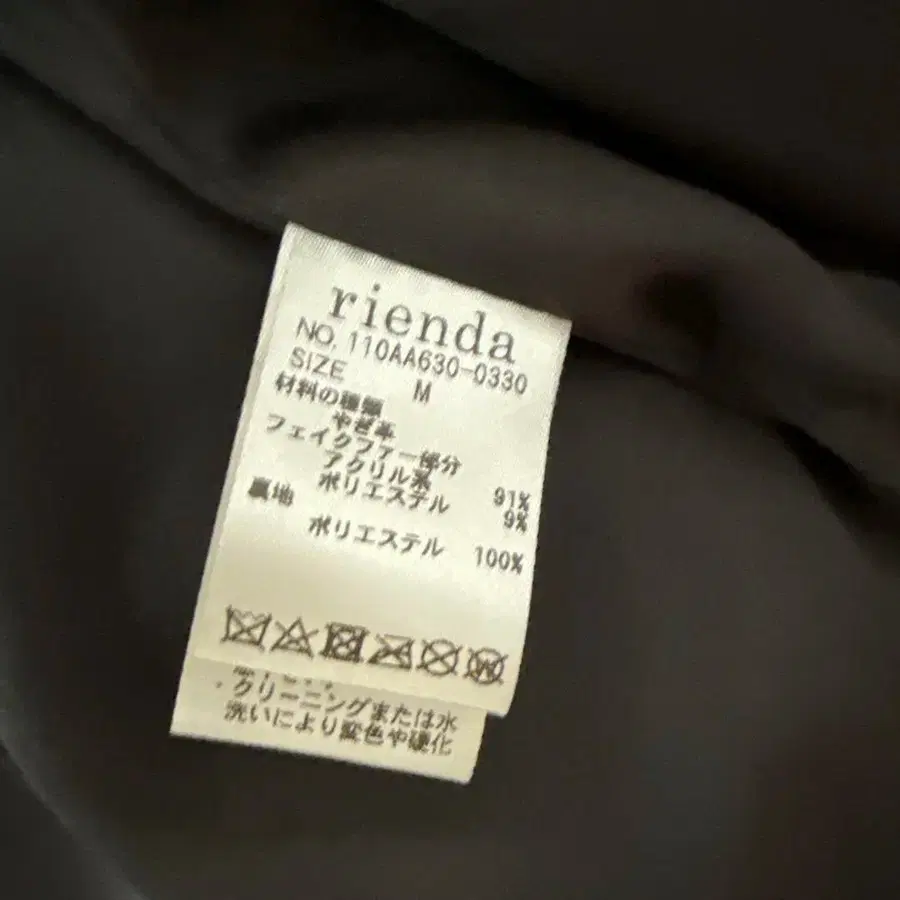 rienda
NO. 110AA630-0330
SIZE M
材料の種類
やぎ革
フェイクファー部分
アクリル系 91%
ポリエステル 9%
裏地
ポリエステル 100%
W
クリーニングまたは水
洗いにより変色や硬化